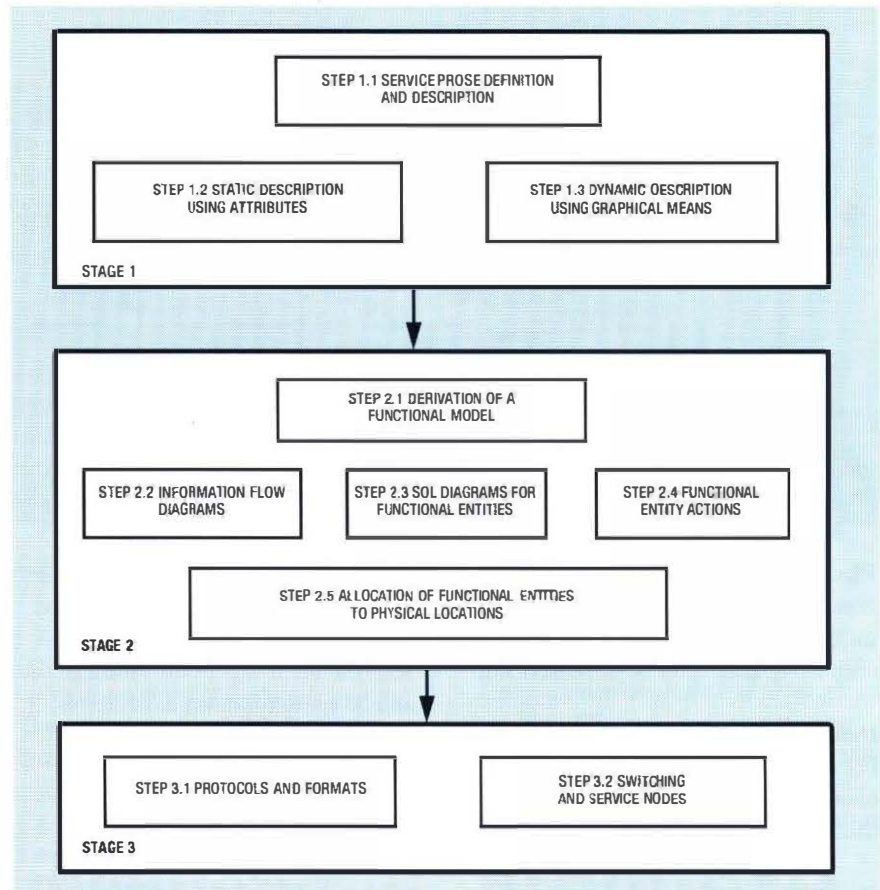 STEP 1.1 SERVICE PROSE DEFINITION
AND DESCRIPTION
STEP 1.2 STATIC DESCRIPTION
USING ATTRIBUTES
STEP 1.3 DYNAMIC OESCRIPTION
USING GRAPHICAL MEANS
STAGE 1
STEP 2.1 DERIVATION OF A
FUNCTIONAL MODEL
STEP 2.2 INFORMATION FLOW
DIAGRAMS
STEP 2.3 SOL DIAGRAMS FOR
FUNCTIONAL ENTITIES
STEP 2.4 FUNCTIONAL
ENTITY ACTIONS
STEP 2.5 ALLOCATION OF FUNCTIONAL ENTITIES
TO PHYSICAL LOCATIONS
STAGE 2
STEP 3.1 PROTOCOLS AND FORMATS
STEP 3.2 SWITCHING
AND SERVICE NODES
STAGE 3